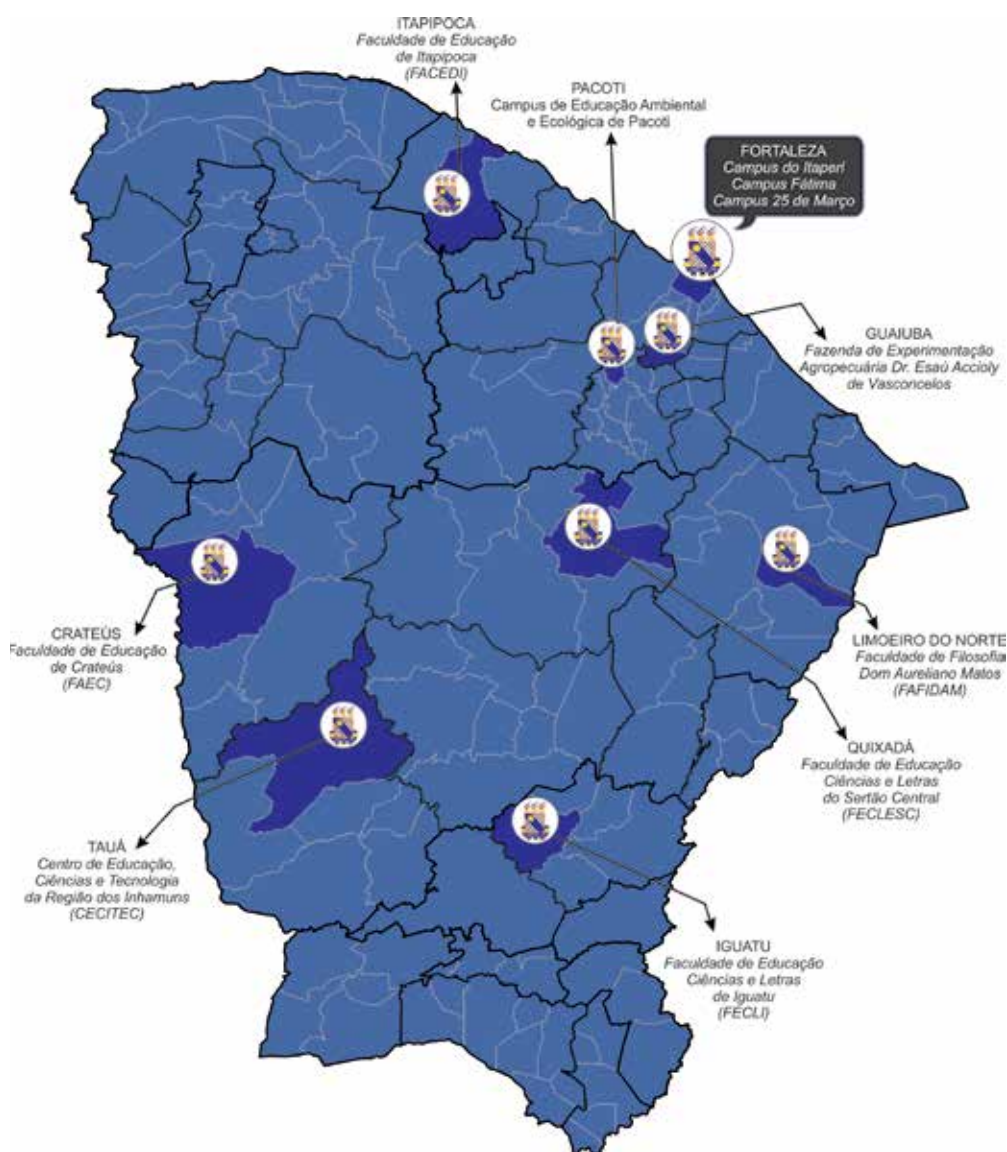 ITAPIPOCA
Faculdade de Educação
de Itapipoca
(FACEDI)
PACOTI
Campus de Educação Ambiental
e Ecológica de Pacoti
FORTALEZA
Campus do Itaperi
Campus Fátima
Campus 25 de Março
GUAIUBA
Fazenda de Experimentação
Agropecuária Dr. Esaú Accioly
de Vasconcelos
CRATEÚS
Faculdade de Educação
de Crateús
(FAEC)
LIMOEIRO DO NORTE
Faculdade de Filosofia
Dom Aureliano Matos
(FAFIDAM)
QUIXADÁ
Faculdade de Educação
Ciências e Letras
do Sertão Central
(FECLESC)
TAUÁ
Centro de Educação,
Ciências e Tecnologia
da Região dos Inhamuns
(CECITEC)
IGUATU
Faculdade de Educação
Ciências e Letras
de Iguatu
(FECLI)